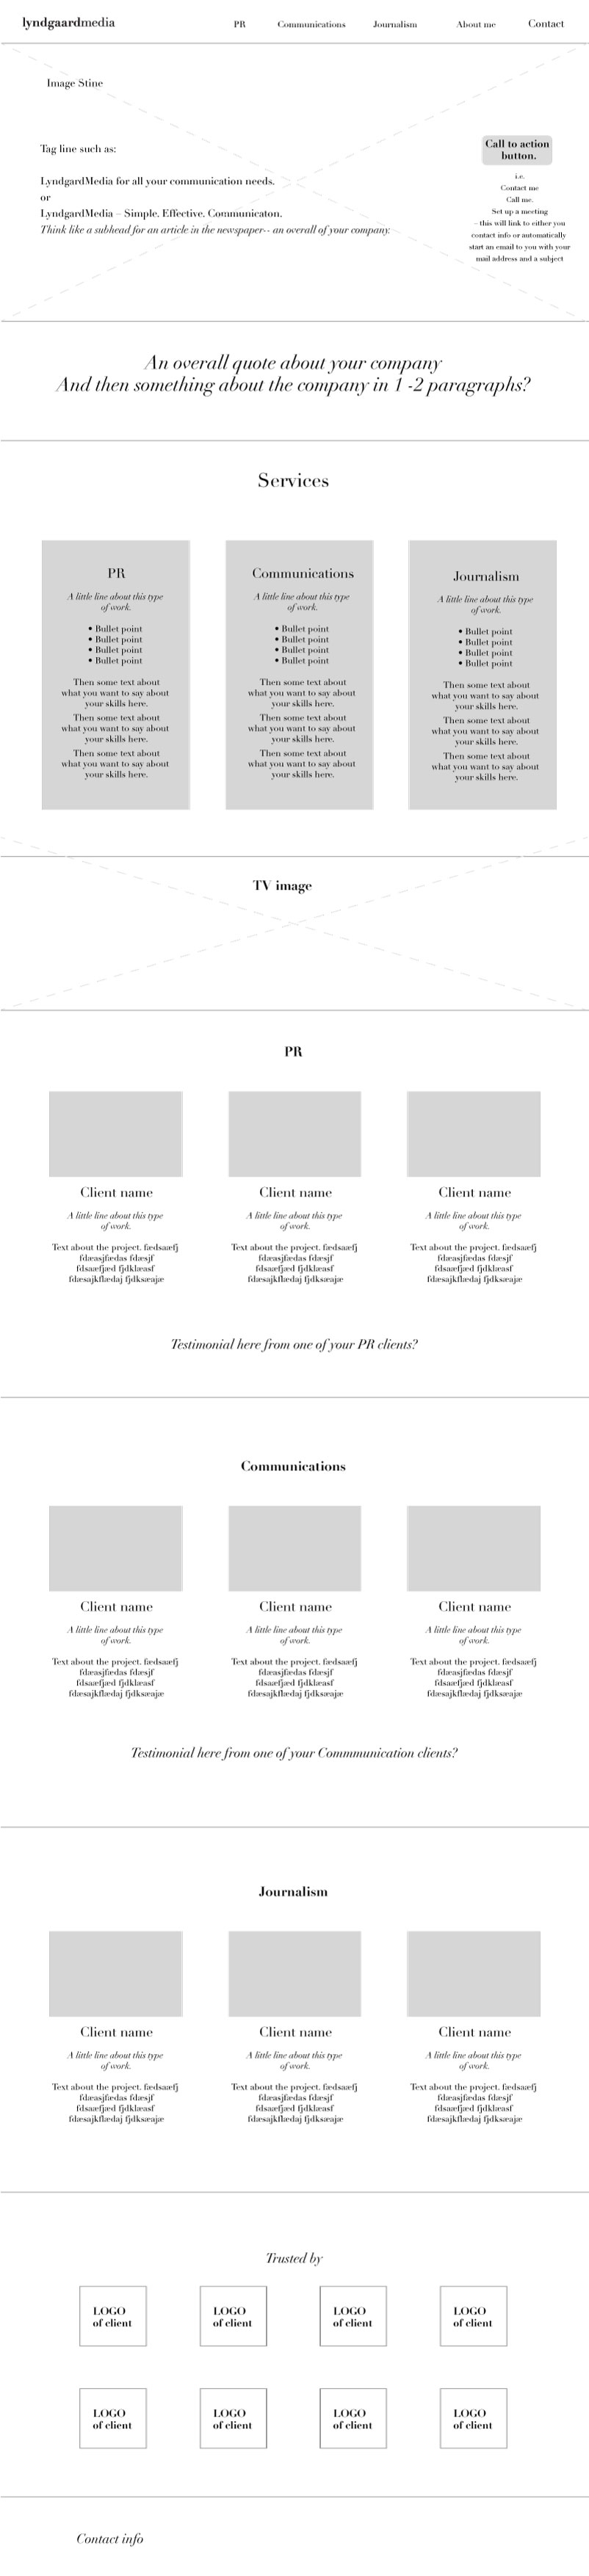 lyndgaardmedia
PR Communications Journalism About me Contact
Image Stine
Tag line such as:
LyndgardMedia for all your communication needs.
or
LyndgardMedia – Simple. Effective. Communicaton.
Think like a subhead for an article in the newspaper-- an overall of your company.
Call to action
button.
i.e.
Contact me
Call me.
Set up a meeting
– this will link to either you
contact info or automatically
start an email to you with your
mail address and a subject
An overall quote about your company
And then something about the company in 1 -2 paragraphs?
Services
PR
A little line about this type
of work.
• Bullet point
• Bullet point
• Bullet point
• Bullet point
Then some text about
what you want to say about
your skills here.
Then some text about
what you want to say about
your skills here.
Then some text about
what you want to say about
your skills here.
Communications
A little line about this type
of work.
• Bullet point
• Bullet point
• Bullet point
• Bullet point
Then some text about
what you want to say about
your skills here.
Then some text about
what you want to say about
your skills here.
Then some text about
what you want to say about
your skills here.
Journalism
A little line about this type
of work.
• Bullet point
• Bullet point
• Bullet point
• Bullet point
Then some text about
what you want to say about
your skills here.
Then some text about
what you want to say about
your skills here.
Then some text about
what you want to say about
your skills here.
TV image
PR
Client name
A little line about this type
of work.
Text about the project. fædsaæfj
fdæasjfædas fdæsjf
fdsaæfjæd fjdklæasf
fdæsajkflædaj fjdksæajæ
Client name
A little line about this type
of work.
Text about the project. fædsaæfj
fdæasjfædas fdæsjf
fdsaæfjæd fjdklæasf
fdæsajkflædaj fjdksæajæ
Client name
A little line about this type
of work.
Text about the project. fædsaæfj
fdæasjfædas fdæsjf
fdsaæfjæd fjdklæasf
fdæsajkflædaj fjdksæajæ
Testimonial here from one of your PR clients?
Communications
Client name
A little line about this type
of work.
Text about the project. fædsaæfj
fdæasjfædas fdæsjf
fdsaæfjæd fjdklæasf
fdæsajkflædaj fjdksæajæ
Client name
A little line about this type
of work.
Text about the project. fædsaæfj
fdæasjfædas fdæsjf
fdsaæfjæd fjdklæasf
fdæsajkflædaj fjdksæajæ
Client name
A little line about this type
of work.
Text about the project. fædsaæfj
fdæasjfædas fdæsjf
fdsaæfjæd fjdklæasf
fdæsajkflædaj fjdksæajæ
Testimonial here from one of your Commmunication clients?
Journalism
Client name
A little line about this type
of work.
Text about the project. fædsaæfj
fdæasjfædas fdæsjf
fdsaæfjæd fjdklæasf
fdæsajkflædaj fjdksæajæ
Client name
A little line about this type
of work.
Text about the project. fædsaæfj
fdæasjfædas fdæsjf
fdsaæfjæd fjdklæasf
fdæsajkflædaj fjdksæajæ
Client name
A little line about this type
of work.
Text about the project. fædsaæfj
fdæasjfædas fdæsjf
fdsaæfjæd fjdklæasf
fdæsajkflædaj fjdksæajæ
Trusted by
LOGO
of client
LOGO
of client
LOGO
of client
LOGO
of client
LOGO
of client
LOGO
of client
LOGO
of client
LOGO
of client
Contact info